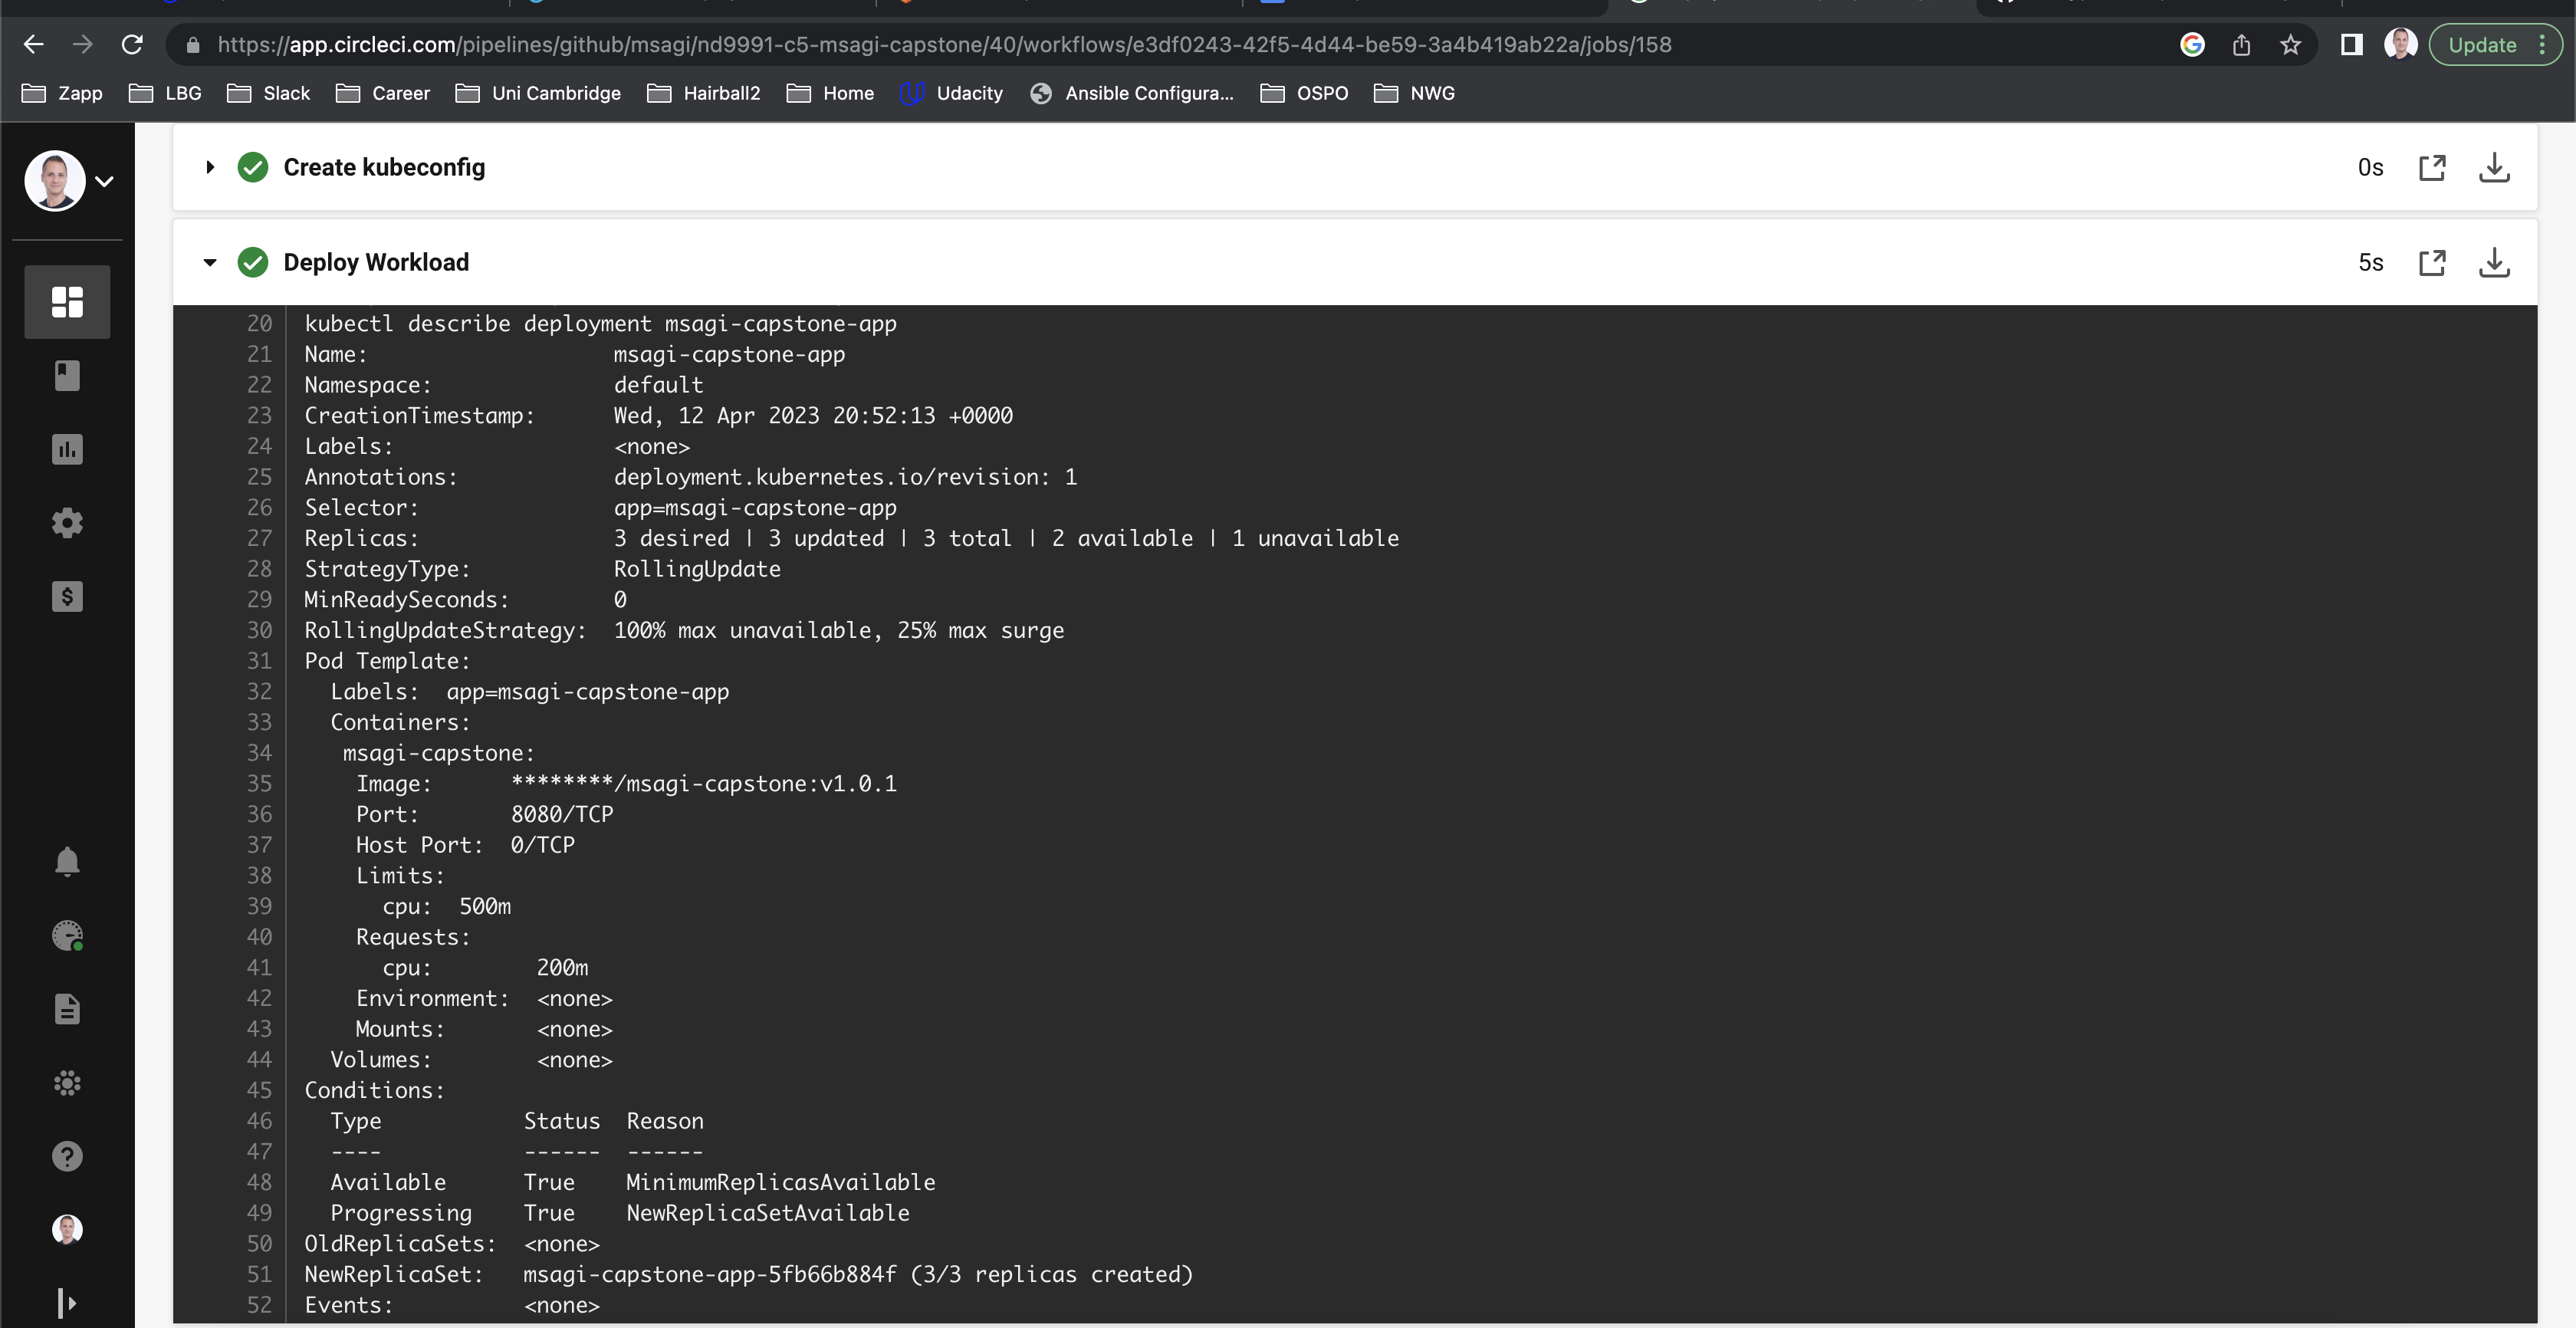 https://app.circleci.com/pipelines/github/msagi/nd9991-c5-msagi-capstone/40/workflows/e3df0243-42f5-4d44-be59-3a4b419ab22a/jobs/158
Update
Zapp LBG Slack Career Uni Cambridge Hairball2 Home Udacity Ansible Configura... OSPO NWG
Create kubeconfig 0s
Deploy Workload 5s
20 kubectl describe deployment msagi-capstone-app
21 Name: msagi-capstone-app
22 Namespace: default
23 CreationTimestamp: Wed, 12 Apr 2023 20:52:13 +0000
24 Labels: <none>
25 Annotations: deployment.kubernetes.io/revision: 1
26 Selector: app=msagi-capstone-app
27 Replicas: 3 desired | 3 updated | 3 total | 2 available | 1 unavailable
28 StrategyType: RollingUpdate
29 MinReadySeconds: 0
30 RollingUpdateStrategy: 100% max unavailable, 25% max surge
31 Pod Template:
32 Labels: app=msagi-capstone-app
33 Containers:
34 msagi-capstone:
35 Image: ********/msagi-capstone:v1.0.1
36 Port: 8080/TCP
37 Host Port: 0/TCP
38 Limits:
39 cpu: 500m
40 Requests:
41 cpu: 200m
42 Environment: <none>
43 Mounts: <none>
44 Volumes: <none>
45 Conditions:
46 Type Status Reason
47 ---- ------ ------
48 Available True MinimumReplicasAvailable
49 Progressing True NewReplicaSetAvailable
50 OldReplicaSets: <none>
51 NewReplicaSet: msagi-capstone-app-5fb66b884f (3/3 replicas created)
52 Events: <none>